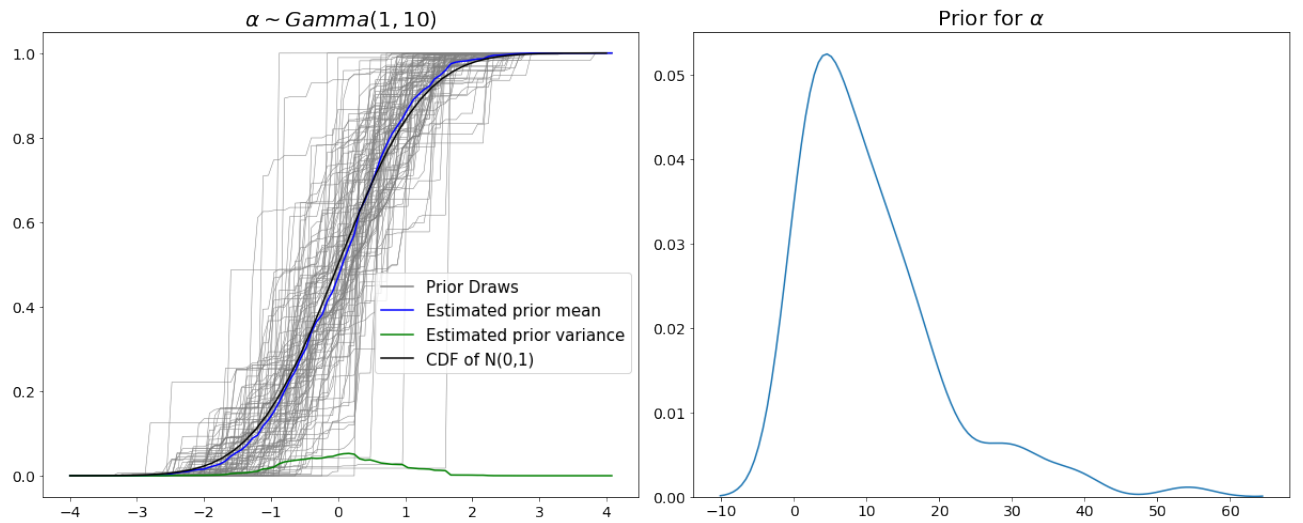 α ~ Gamma(1, 10)
1.0
0.8
0.6
0.4
0.2
0.0
−4 −3 −2 −1 0 1 2 3 4
Prior Draws
Estimated prior mean
Estimated prior variance
CDF of N(0,1)
Prior for α
0.05
0.04
0.03
0.02
0.01
0.00
−10 0 10 20 30 40 50 60